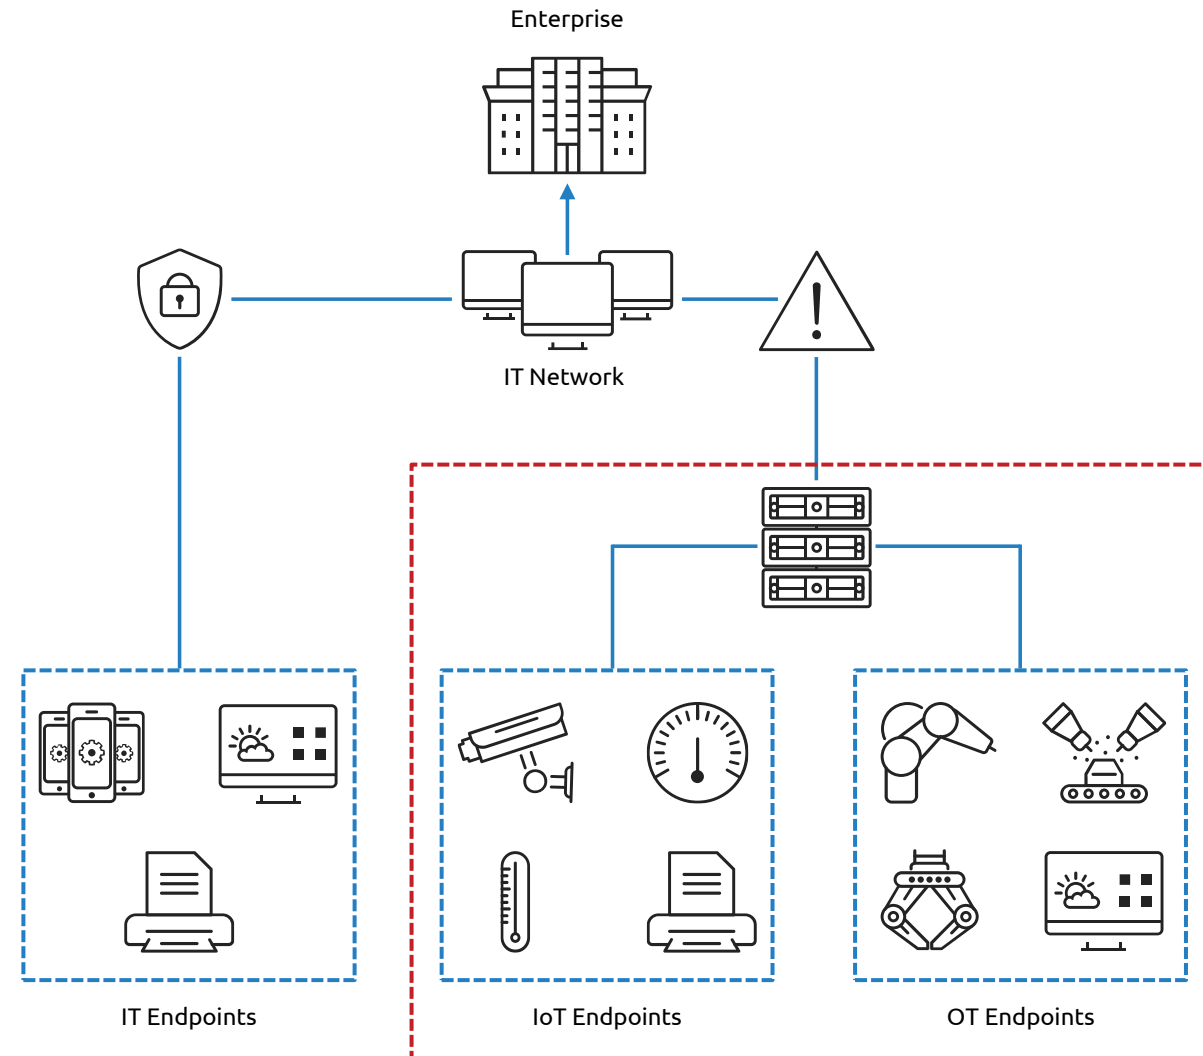 Enterprise
IT Network
IT Endpoints
IoT Endpoints
OT Endpoints